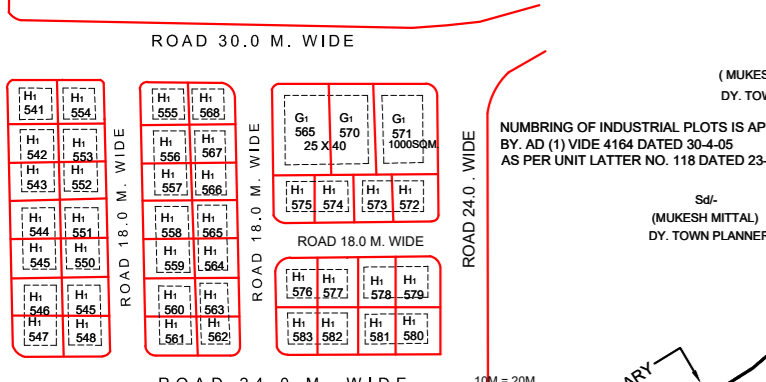 ROAD 30.0 M. WIDE
( MUKES
DY. TOW
NUMBRING OF INDUSTRIAL PLOTS IS AP
BY. AD (1) VIDE 4164 DATED 30-4-05
AS PER UNIT LATTER NO. 118 DATED 23-
Sd/-
(MUKESH MITTAL)
DY. TOWN PLANNER
H1 541
H1 554
H1 542
H1 553
H1 543
H1 552
H1 544
H1 551
H1 545
H1 550
H1 546
H1 545
H1 547
H1 548
ROAD 18.0 M. WIDE
H1 555
H1 568
H1 556
H1 567
H1 557
H1 566
H1 558
H1 565
H1 559
H1 564
H1 560
H1 563
H1 561
H1 562
ROAD 18.0 M. WIDE
G1 565
G1 570
G1 571
25 X 40
1000SQM.
H1 575
H1 574
H1 573
H1 572
ROAD 18.0 M. WIDE
H1 576
H1 577
H1 578
H1 579
H1 583
H1 582
H1 581
H1 580
ROAD 24.0 . WIDE
ROAD 24.0 M. WIDE
10M = 20M
ARY